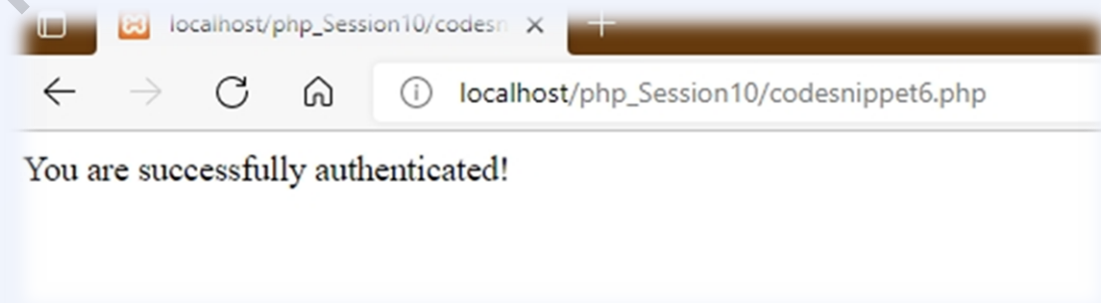 localhost/php_Session10/codesn
localhost/php_Session10/codesnippet6.php
You are successfully authenticated!